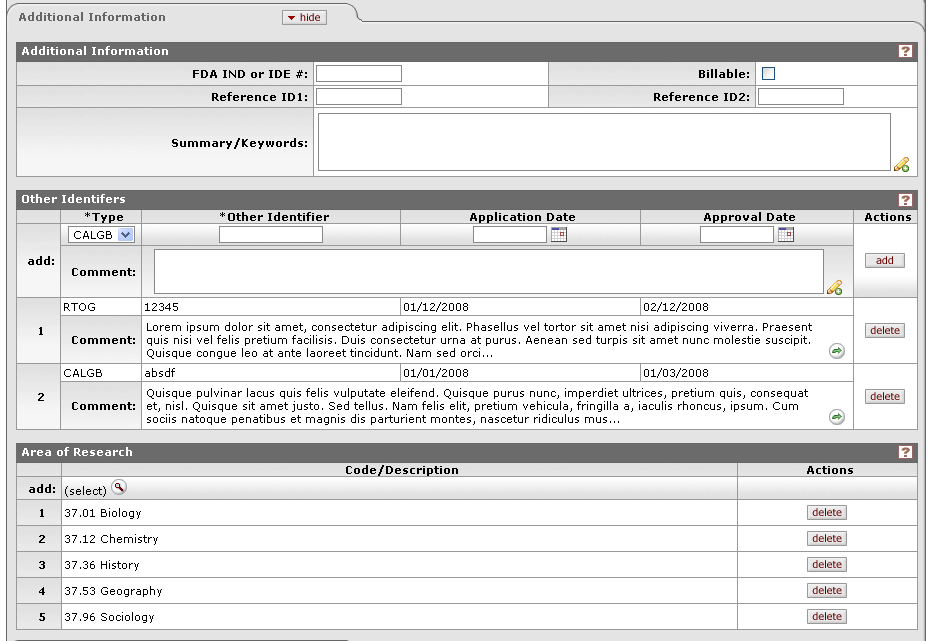 Additional Information
hide
Additional Information ?
FDA IND or IDE #: Billable:
Reference ID1: Reference ID2:
Summary/Keywords:
Other Identifers ?
*Type *Other Identifier Application Date Approval Date Actions
add: CALGB
Comment: add
1 RTOG 12345 01/12/2008 02/12/2008
Comment: Lorem ipsum dolor sit amet, consectetur adipiscing elit. Phasellus vel tortor sit amet nisi adipiscing viverra. Praesent
quis nisi vel felis pretium facilisis. Duis consectetur urna at purus. Aenean sed turpis sit amet nunc molestie suscipit.
Quisque congue leo at ante laoreet tincidunt. Nam sed orci...
delete
2 CALGB absdf 01/01/2008 01/03/2008
Comment: Quisque pulvinar lacus quis felis vulputate eleifend. Quisque purus nunc, imperdiet ultrices, pretium quis, consequat
et, nisl. Quisque sit amet justo. Sed tellus. Nam felis elit, pretium vehicula, fringilla a, iaculis rhoncus, ipsum. Cum
sociis natoque penatibus et magnis dis parturient montes, nascetur ridiculus mus...
delete
Area of Research ?
Code/Description Actions
add: (select)
1 37.01 Biology delete
2 37.12 Chemistry delete
3 37.36 History delete
4 37.53 Geography delete
5 37.96 Sociology delete